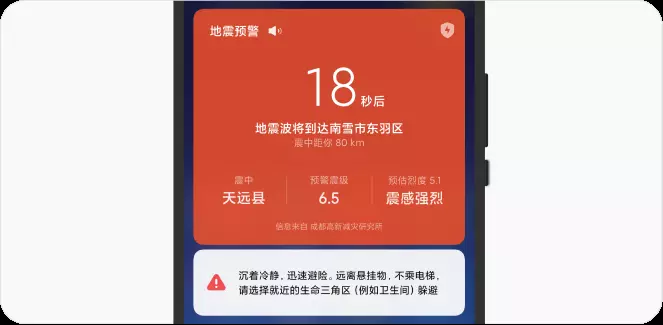 地震预警
18 秒后
地震波将到达南雪市东羽区
震中距你 80 km
震中 预警震级 预估烈度 5.1
天远县 6.5 震感强烈
信息来自 成都高新减灾研究所
沉着冷静，迅速避险。远离悬挂物，不乘电梯，
请选择就近的生命三角区（例如卫生间）躲避